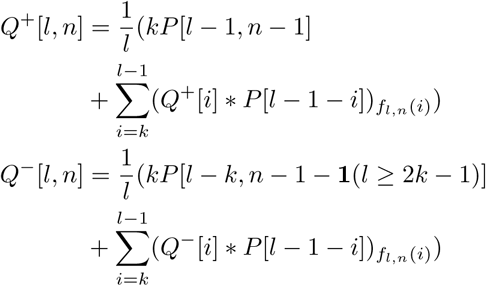 Q⁺[l, n] = \frac{1}{l}(kP[l − 1, n − 1]
+ \sum_{i=k}^{l−1}(Q⁺[i] ∗ P[l − 1 − i])_{f_{l,n}(i)})
Q⁻[l, n] = \frac{1}{l}(kP[l − k, n − 1 − \mathbf{1}(l ≥ 2k − 1)]
+ \sum_{i=k}^{l−1}(Q⁻[i] ∗ P[l − 1 − i])_{f_{l,n}(i)})